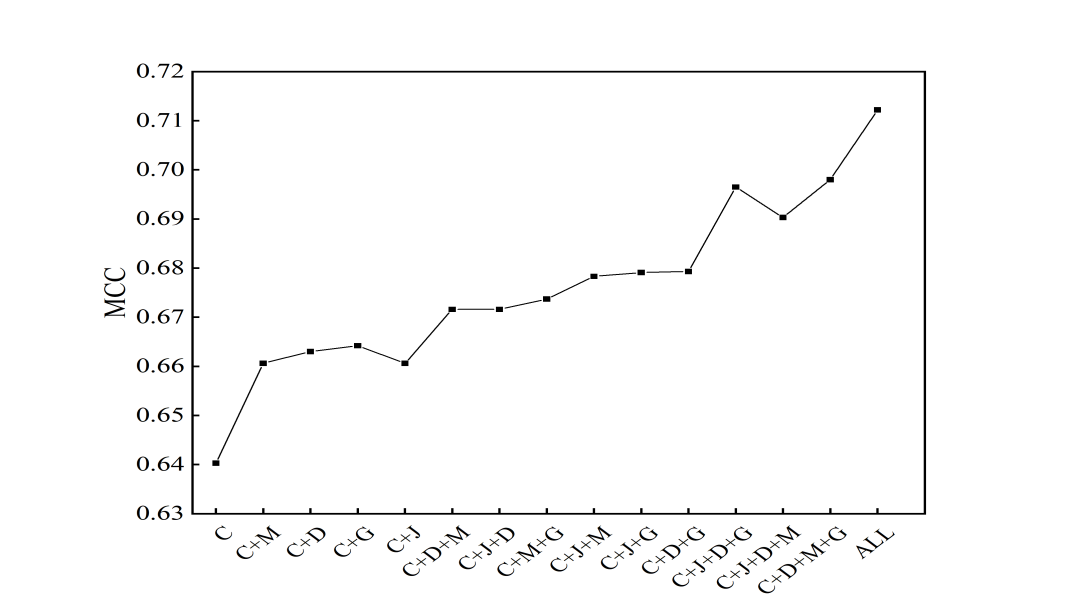 0.72
0.71
0.70
0.69
0.68
0.67
0.66
0.65
0.64
0.63
MCC
C
C+M
C+D
C+G
C+J
C+D+M
C+J+D
C+M+G
C+J+M
C+J+G
C+D+G
C+J+D+G
C+J+D+M
C+D+M+G
ALL